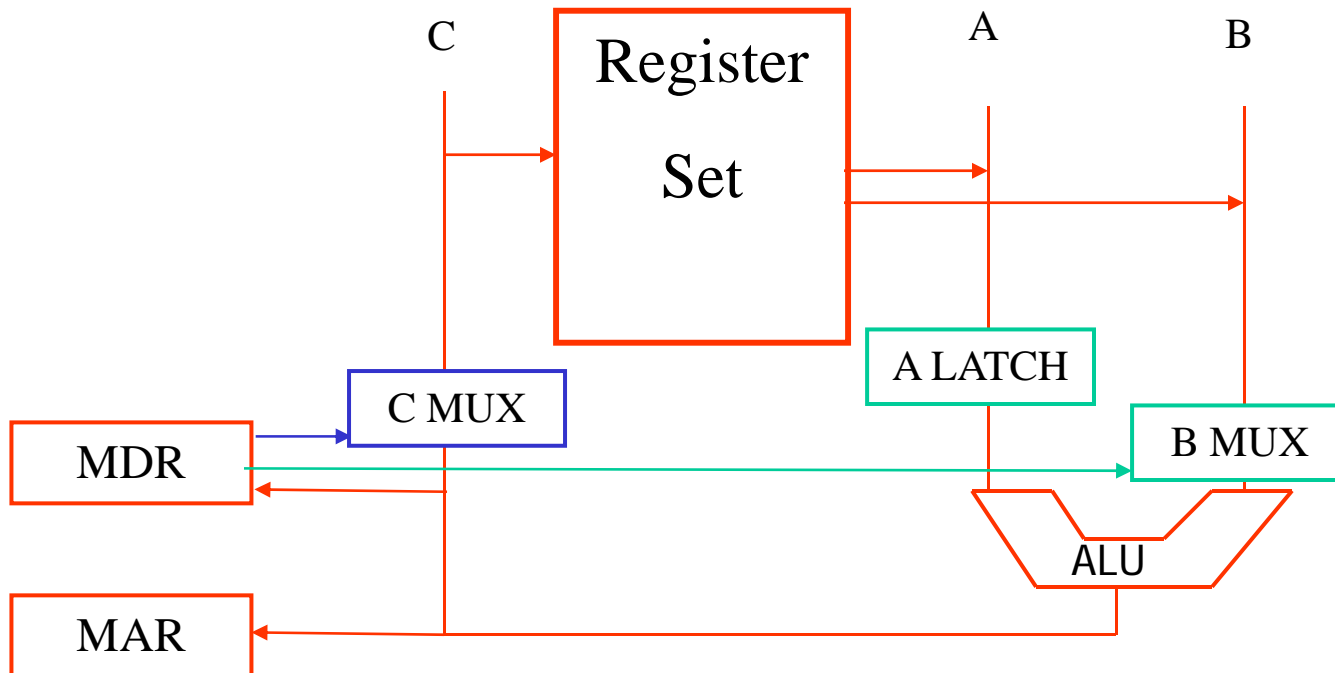 C
Register
Set
A
B
A LATCH
C MUX
B MUX
MDR
ALU
MAR